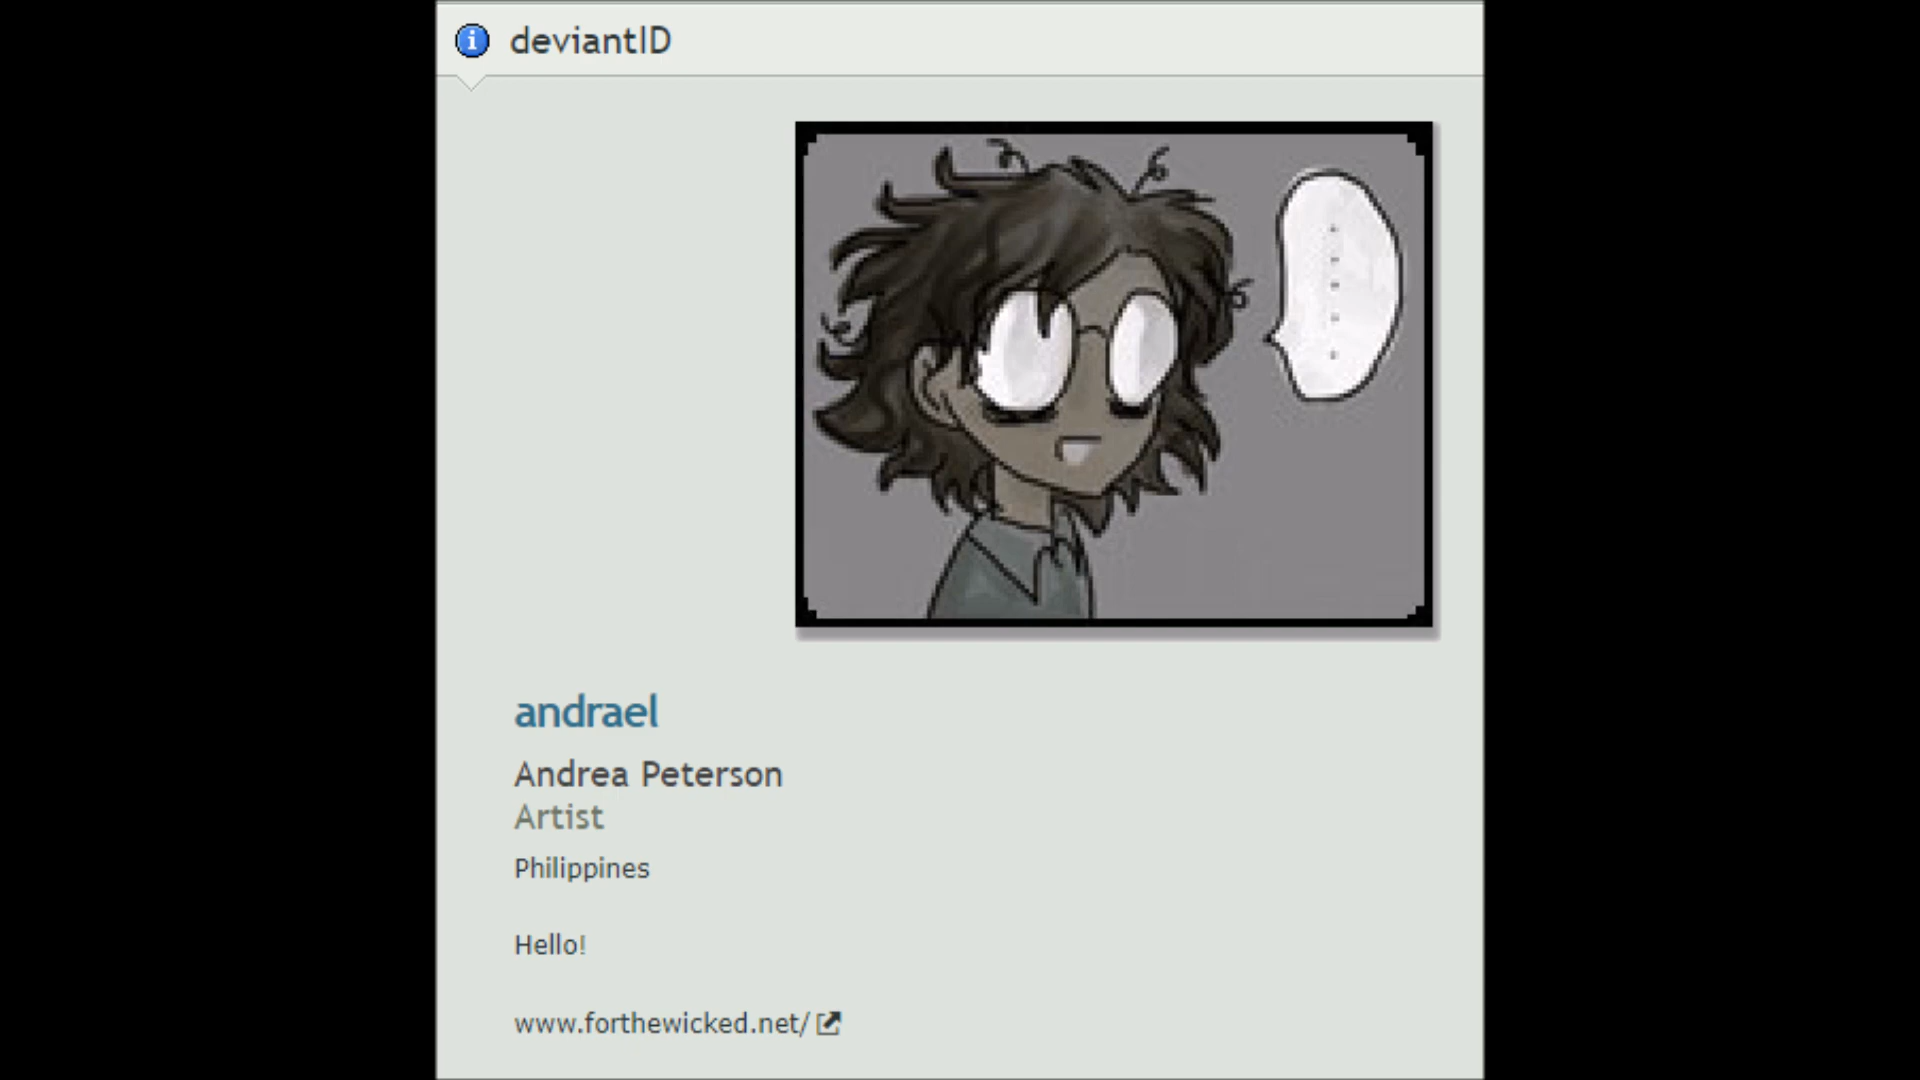 deviantID
andrael
Andrea Peterson
Artist
Philippines
Hello!
www.forthewicked.net/